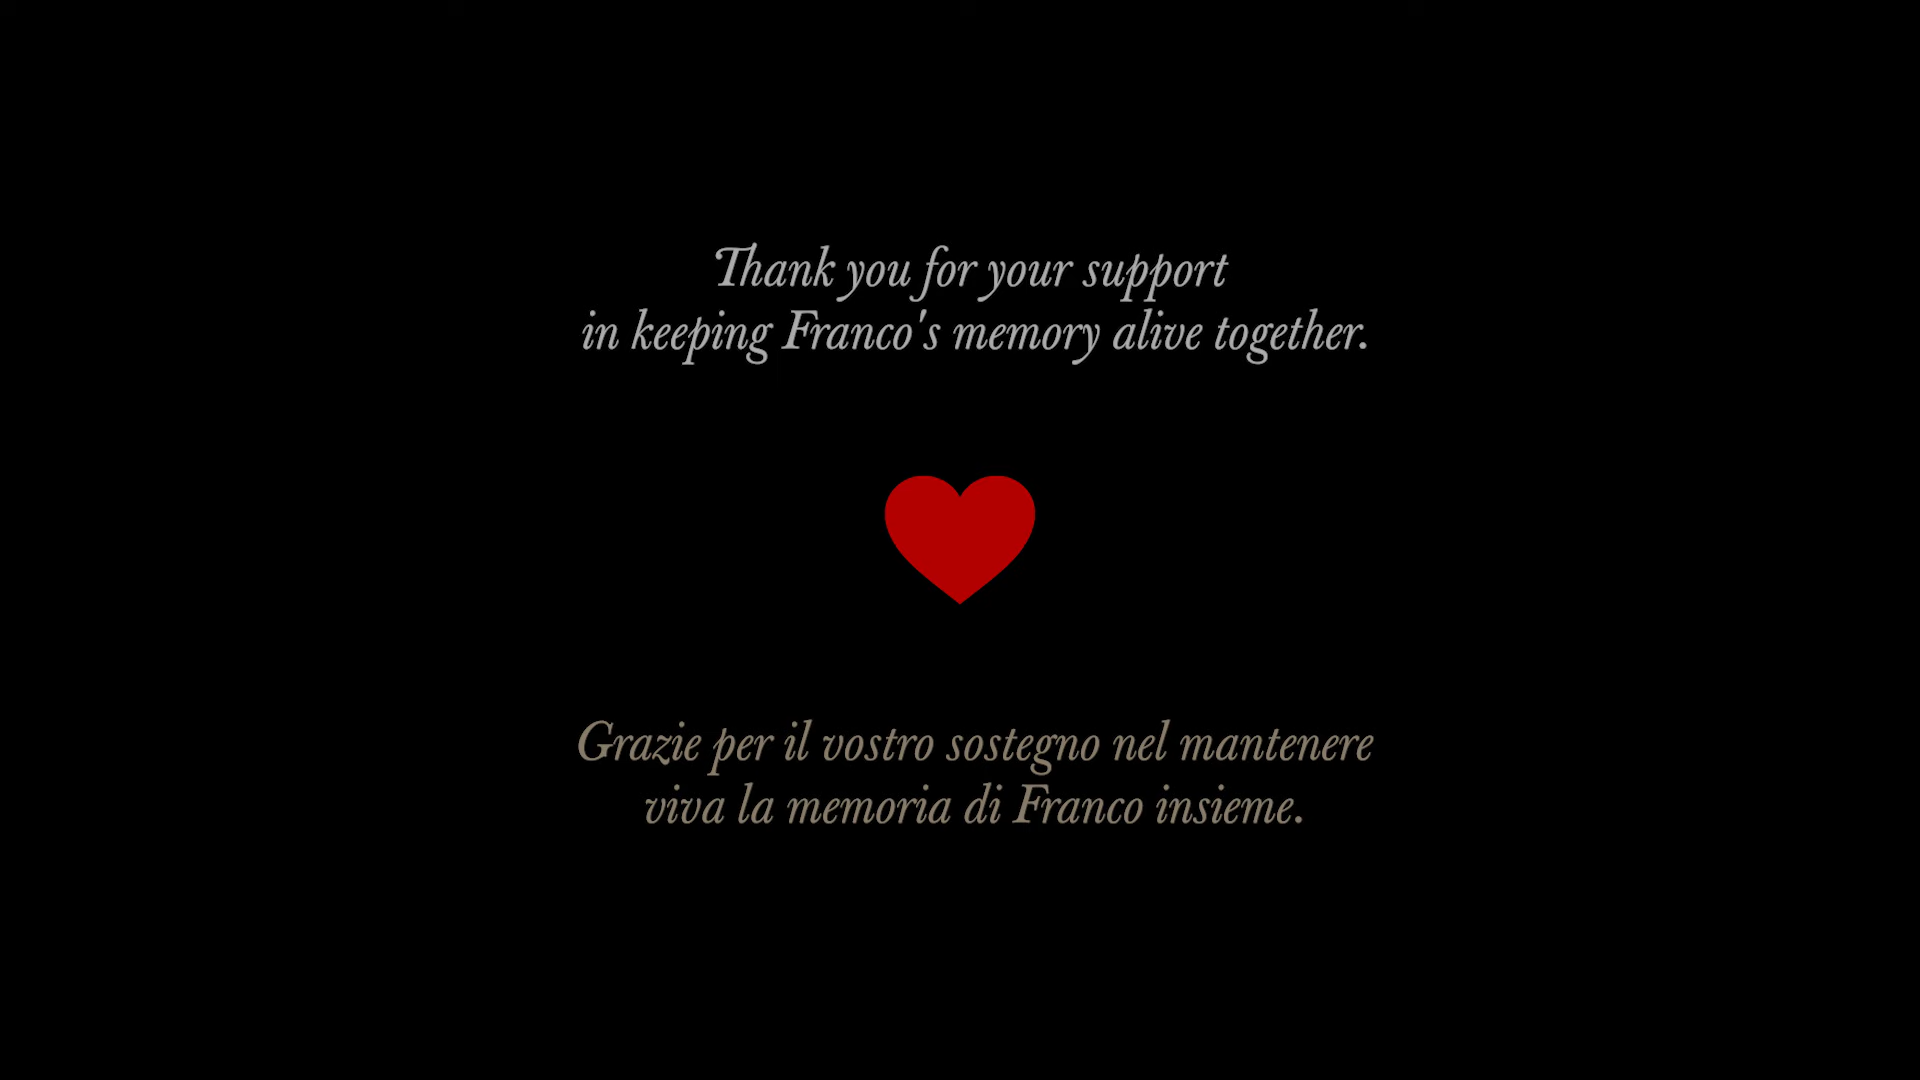 Thank you for your support
in keeping Franco's memory alive together.
Grazie per il vostro sostegno nel mantenere
viva la memoria di Franco insieme.